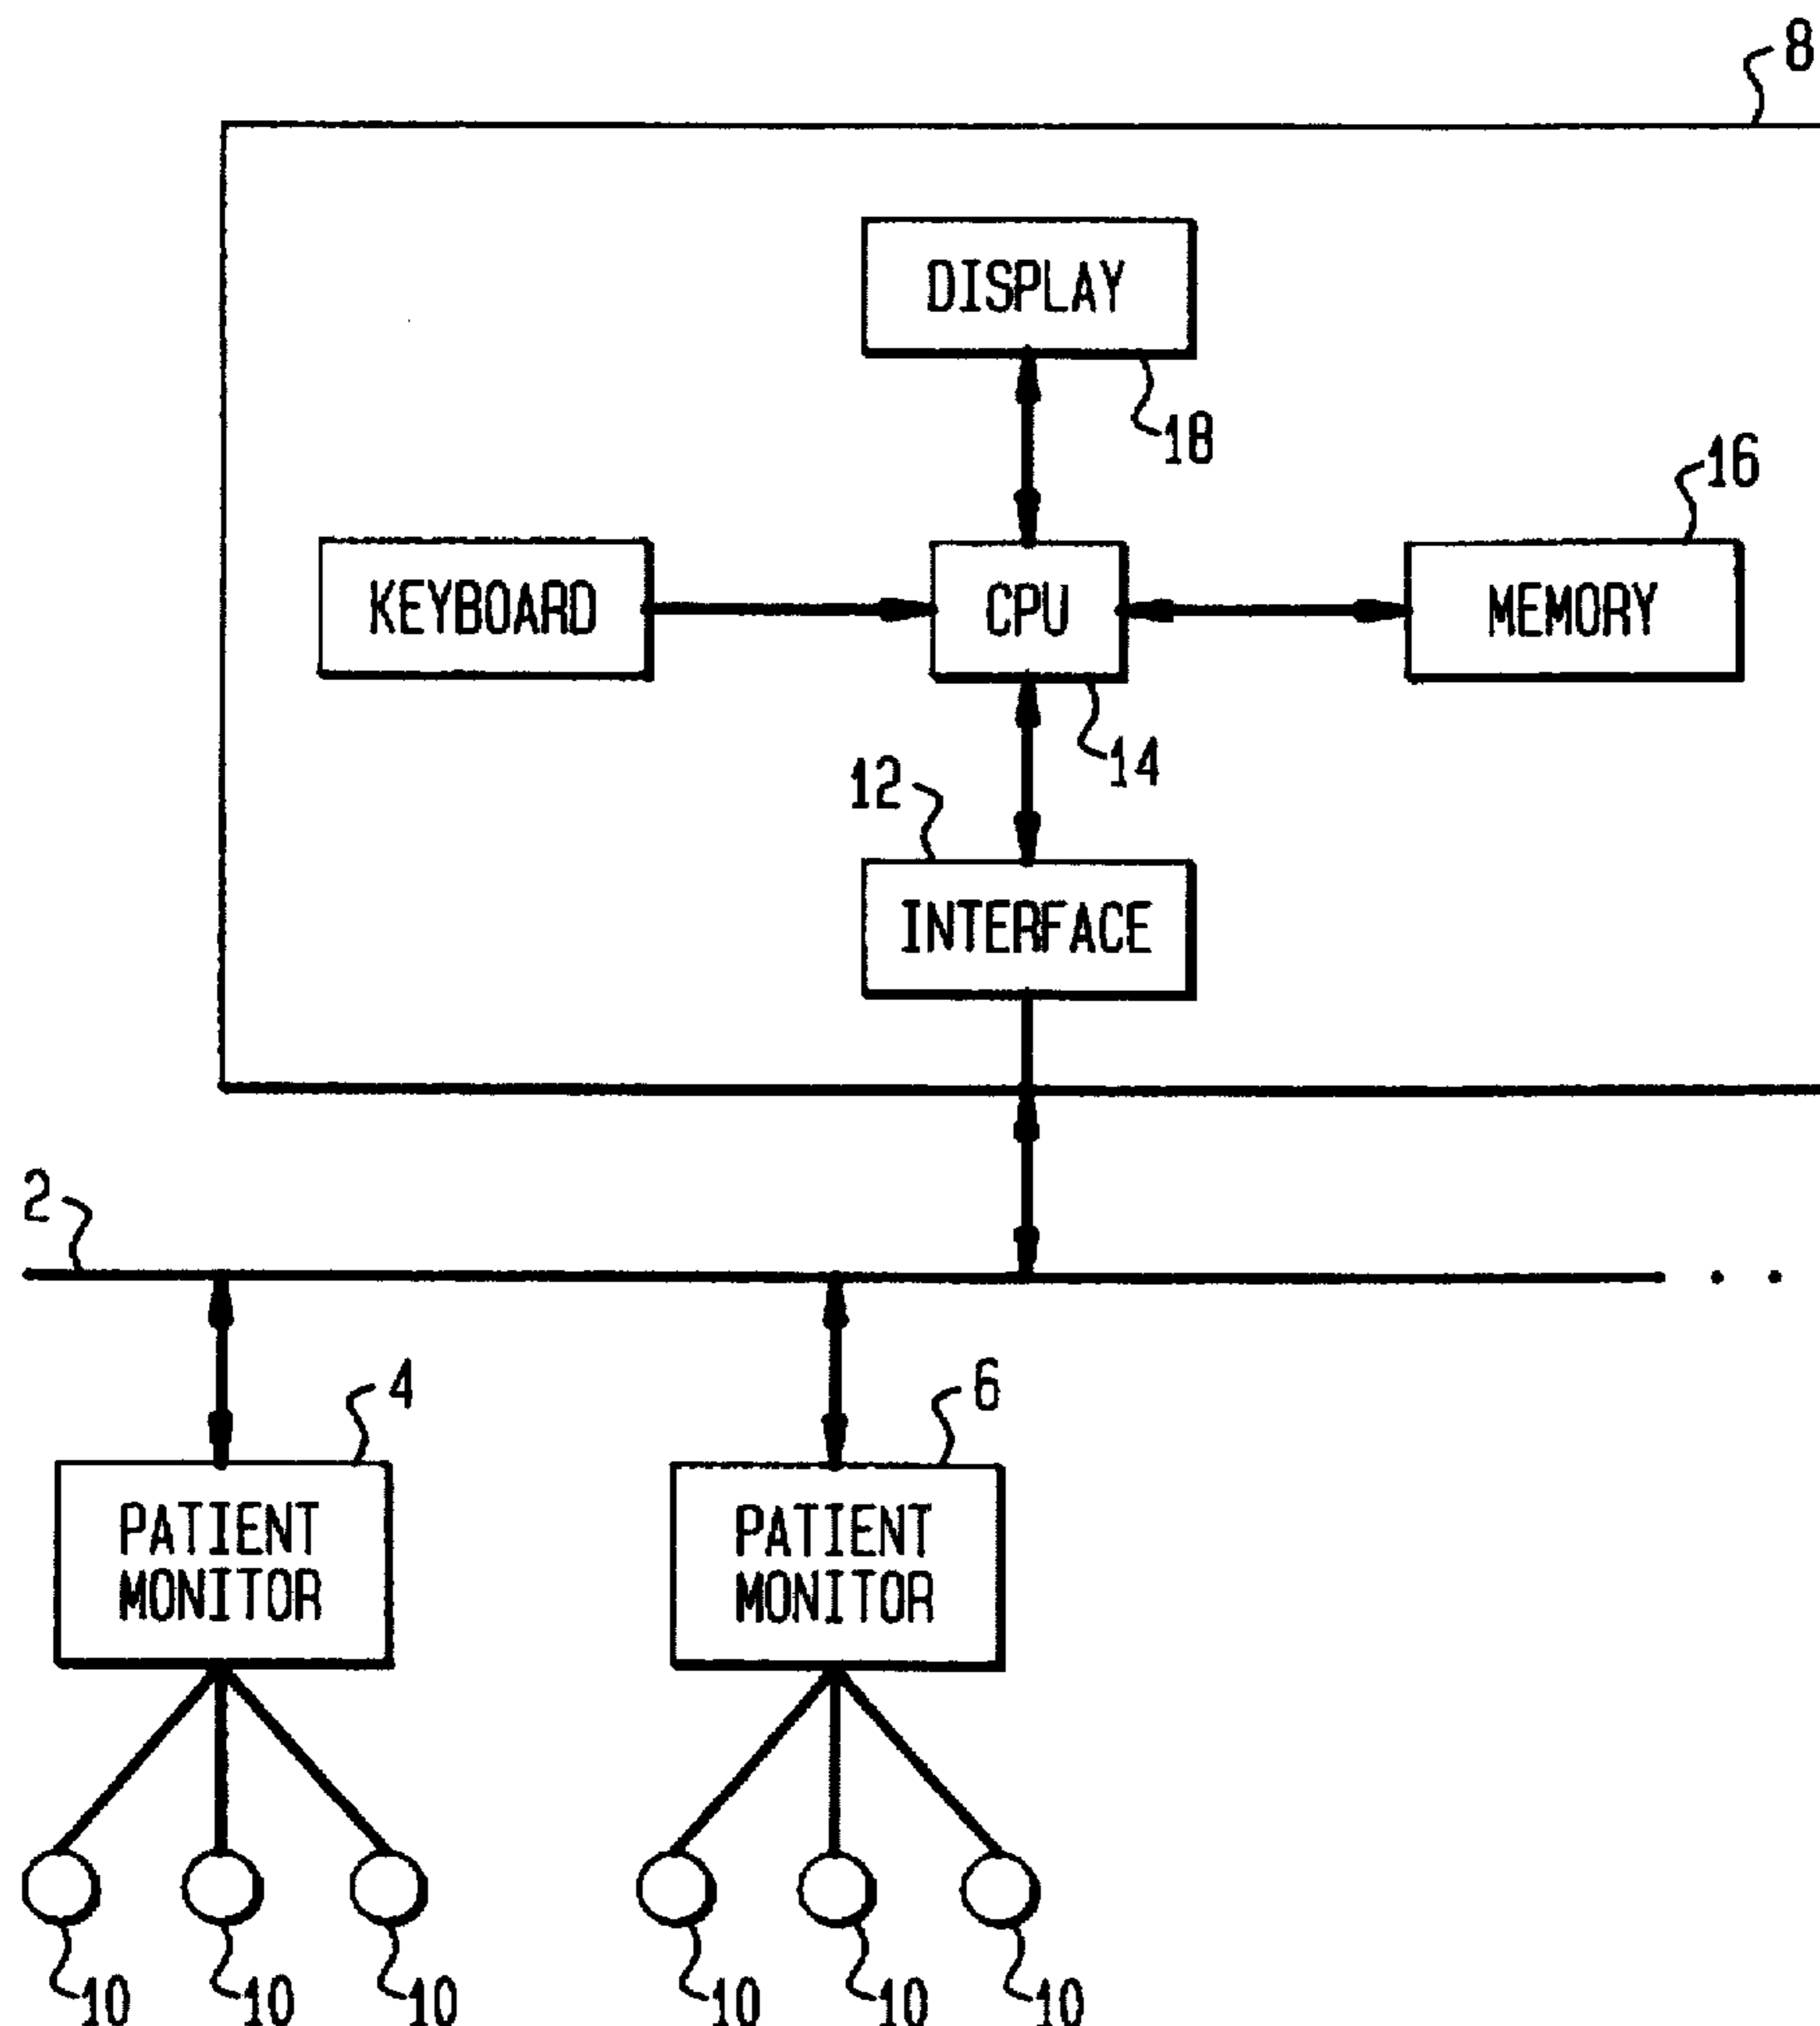 8
DISPLAY
18
16
KEYBOARD
CPU
MEMORY
14
12
INTERFACE
2
4
6
PATIENT
MONITOR
PATIENT
MONITOR
10
10
10
10
10
10